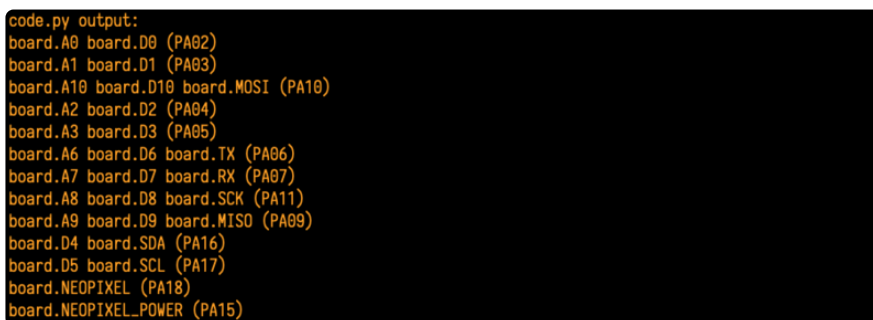 code.py output:
board.A0 board.D0 (PA02)
board.A1 board.D1 (PA03)
board.A10 board.D10 board.MOSI (PA10)
board.A2 board.D2 (PA04)
board.A3 board.D3 (PA05)
board.A6 board.D6 board.TX (PA06)
board.A7 board.D7 board.RX (PA07)
board.A8 board.D8 board.SCK (PA11)
board.A9 board.D9 board.MISO (PA09)
board.D4 board.SDA (PA16)
board.D5 board.SCL (PA17)
board.NEOPIXEL (PA18)
board.NEOPIXEL_POWER (PA15)